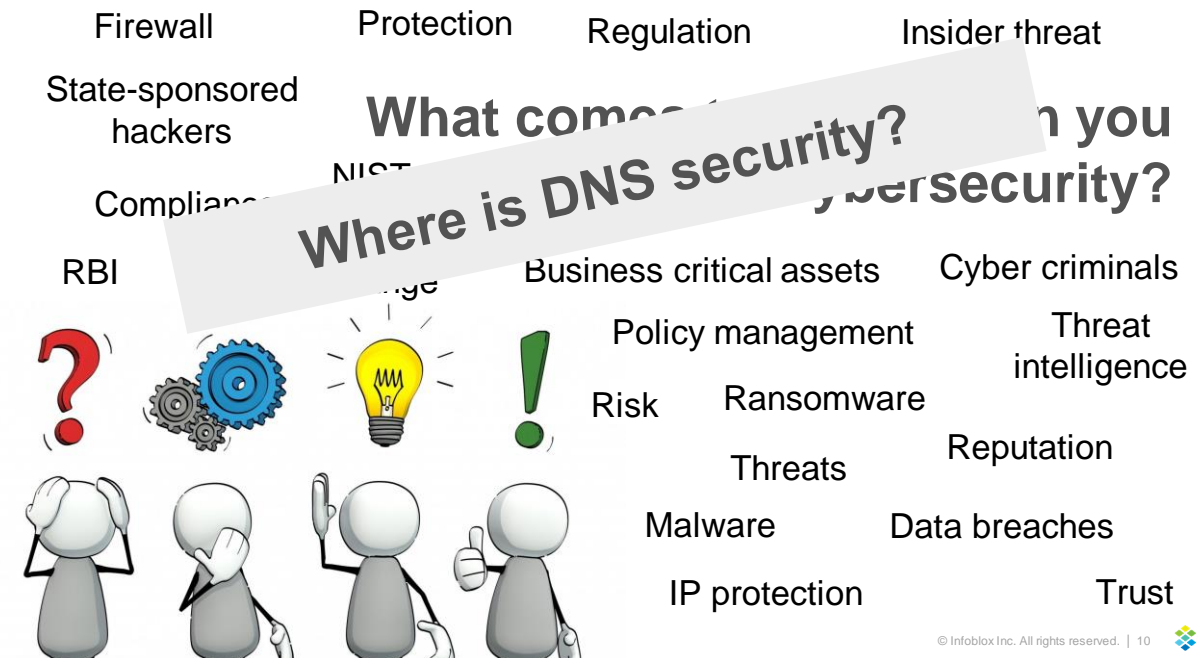 Firewall
Protection
Regulation
Insider threat
State-sponsored
hackers
What you
cybersecurity?
NIST
Where is DNS security?
RBI
Business critical assets
Cyber criminals
Policy management
Threat
intelligence
Risk
Ransomware
Reputation
Threats
Malware
Data breaches
IP protection
Trust
© Infoblox Inc. All rights reserved. | 10